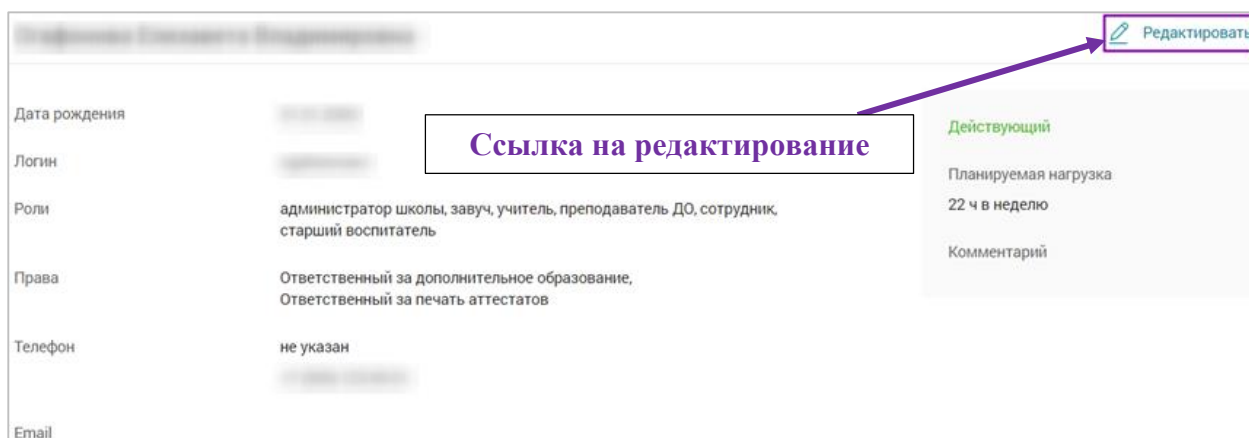 Редактировать
Дата рождения
Ссылка на редактирование
Действующий
Логин
Планируемая нагрузка
22 ч в неделю
Роли
администратор школы, завуч, учитель, преподаватель ДО, сотрудник,
старший воспитатель
Комментарий
Права
Ответственный за дополнительное образование,
Ответственный за печать аттестатов
Телефон
не указан
Email